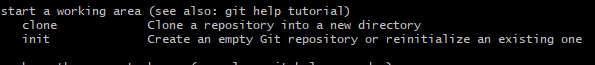 start a working area (see also: git help tutorial)
clone Clone a repository into a new directory
init Create an empty Git repository or reinitialize an existing one